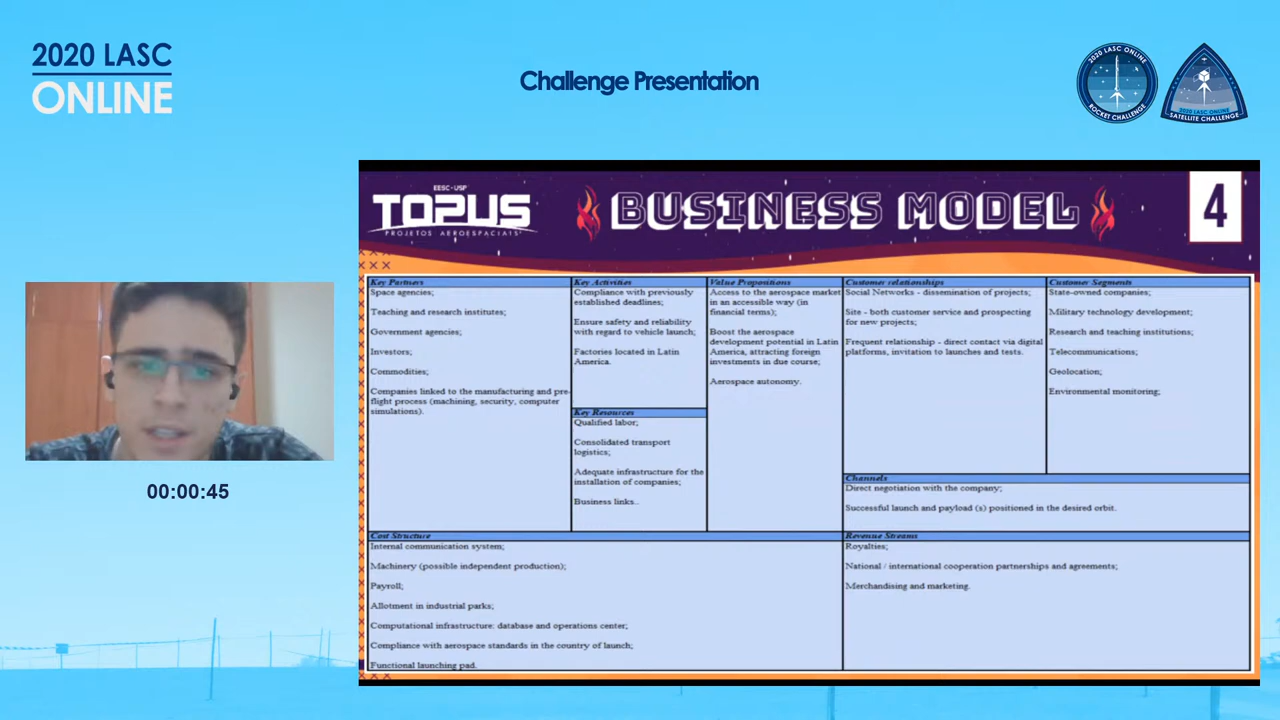 2020 LASC
ONLINE
Challenge Presentation
2020 LASC ONLINE
ROCKET CHALLENGE
2020 LASC ONLINE
SATELLITE CHALLENGE
EESC-USP
TOPUS
PROJETOS AEROESPACIAIS
BUSINESS MODEL
4
Key Partners
Space agencies;
Teaching and research institutes;
Government agencies;
Investors;
Commodities;
Companies linked to the manufacturing and pre-
flight process (machining, security, computer
simulations).
Key Activities
Compliance with previously
established deadlines;
Ensure safety and reliability
with regard to vehicle launch;
Factories located in Latin
America.
Key Resources
Qualified labor;
Consolidated transport
logistics;
Adequate infrastructure for the
installation of companies;
Business links..
Value Propositions
Access to the aerospace market
in an accessible way (in
financial terms);
Boost the aerospace
development potential in Latin
America, attracting foreign
investments in due course;
Aerospace autonomy.
Customer relationships
Social Networks - dissemination of projects;
Site - both customer service and prospecting
for new projects;
Frequent relationship - direct contact via digital
platforms, invitation to launches and tests.
Customer Segments
State-owned companies;
Military technology development;
Research and teaching institutions;
Telecommunications;
Geolocation;
Environmental monitoring;
Channels
Direct negotiation with the company;
Successful launch and payload (s) positioned in the desired orbit.
Cost Structure
Internal communication system;
Machinery (possible independent production);
Payroll;
Allotment in industrial parks;
Computational infrastructure: database and operations center;
Compliance with aerospace standards in the country of launch;
Functional launching pad.
Revenue Streams
Royalties;
National / international cooperation partnerships and agreements;
Merchandising and marketing.
00:00:45